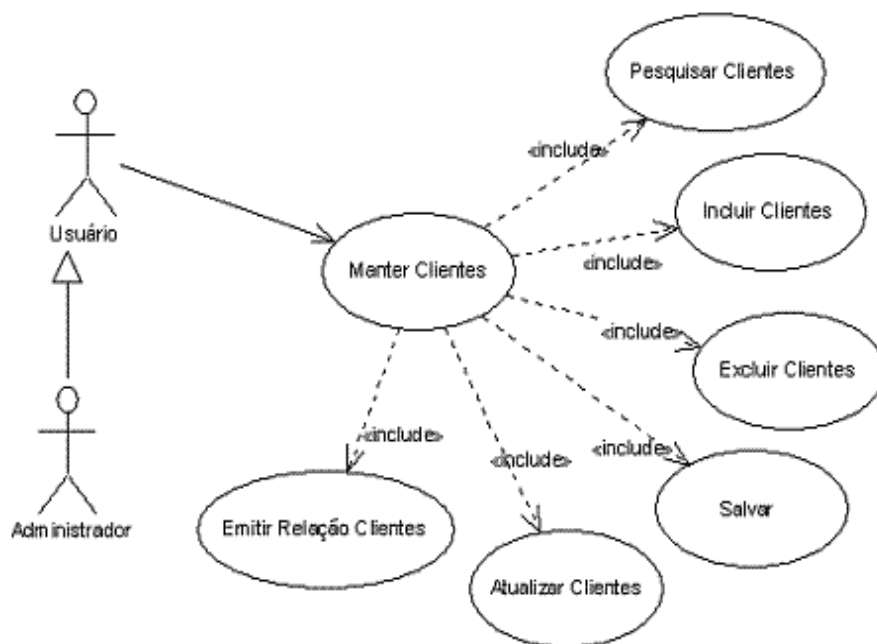 Pesquisar Clientes
«include»
Incluir Clientes
«include»
Usuário
Manter Clientes
«include»
Excluir Clientes
«include»
«include»
«include»
Salvar
Emitir Relação Clientes
Administrador
Atualizar Clientes